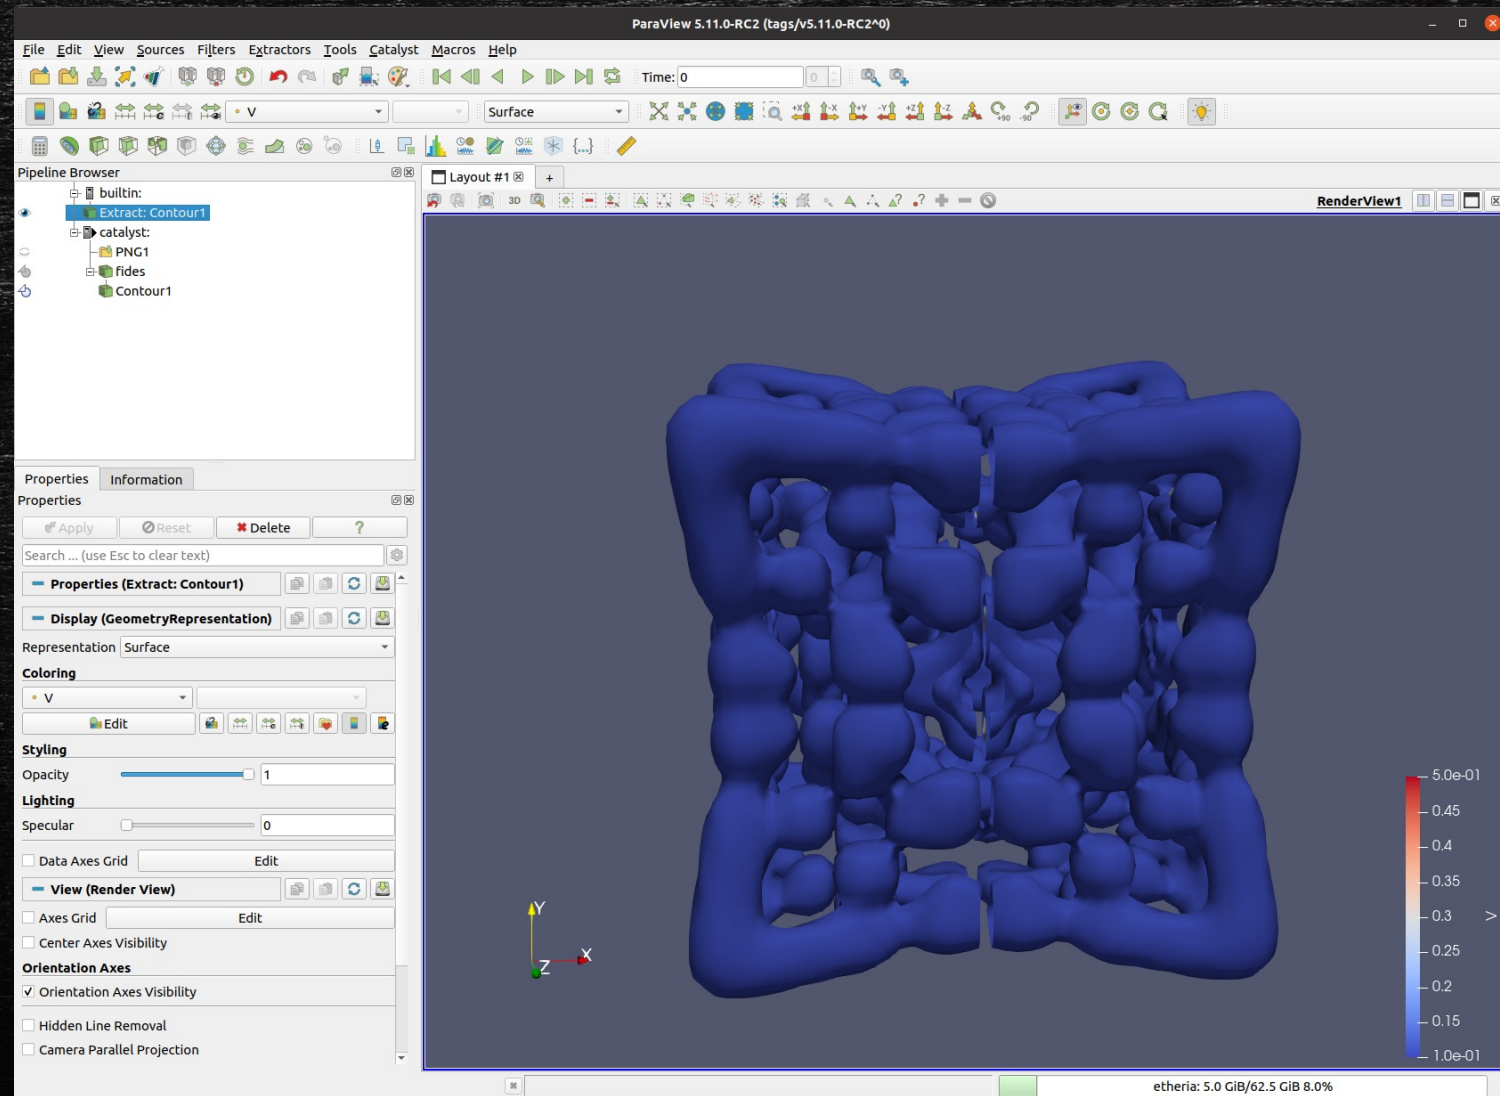 ParaView 5.11.0-RC2 (tags/v5.11.0-RC2^0)
File Edit View Sources Filters Extractors Tools Catalyst Macros Help
Time: 0 0
V Surface +X -X +Y -Y +Z -Z +90 -90
Pipeline Browser
builtin:
Extract: Contour1
catalyst:
PNG1
fides
Contour1
Properties Information
Properties
Apply Reset Delete ?
Search ... (use Esc to clear text)
Properties (Extract: Contour1)
Display (GeometryRepresentation)
Representation Surface
Coloring
V
Edit
Styling
Opacity 1
Lighting
Specular 0
Data Axes Grid Edit
View (Render View)
Axes Grid Edit
Center Axes Visibility
Orientation Axes
Orientation Axes Visibility
Hidden Line Removal
Camera Parallel Projection
Layout #1 +
3D RenderView1
Y
X
Z
5.0e-01
0.45
0.4
0.35
0.3
V
0.25
0.2
0.15
1.0e-01
etheria: 5.0 GiB/62.5 GiB 8.0%